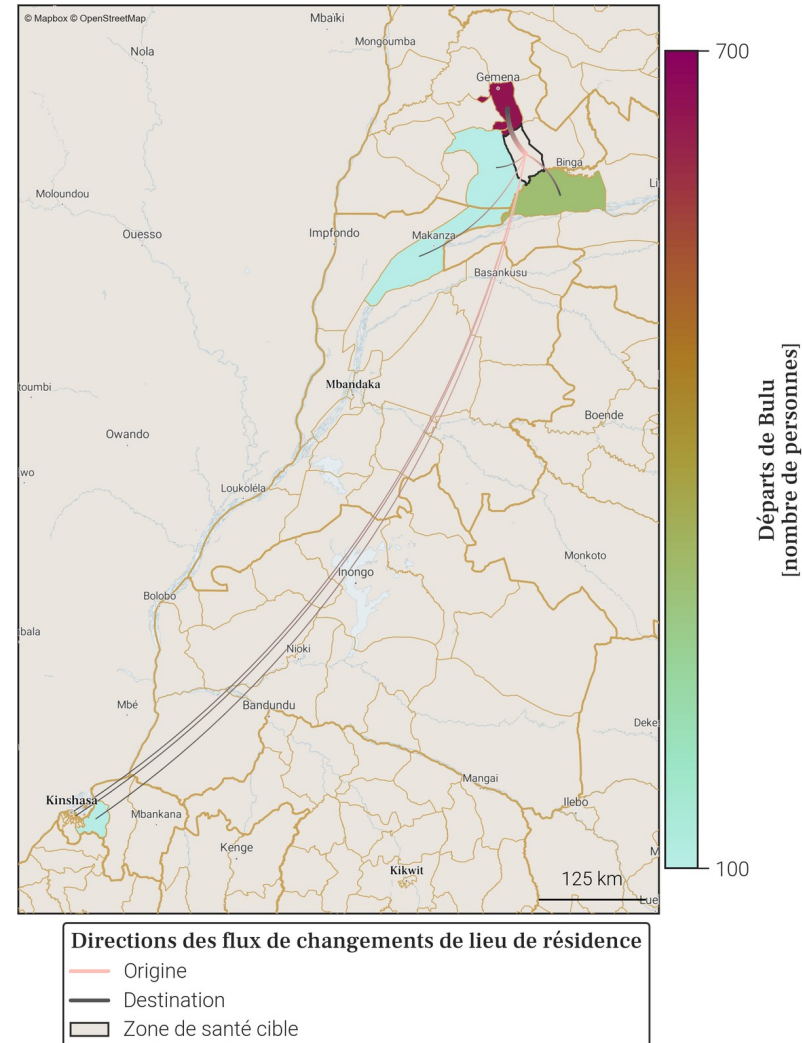 © Mapbox © OpenStreetMap
Mbaïki
Nola
Mongoumba
Gemena
Binga
Moloundou
Li
Ouesso
Impfondo
Makanza
Basankusu
Mbandaka
toumbi
Boende
Owando
wo
Loukoléla
Monkoto
Inongo
Bolobo
bala
Nioki
Mbé
Bandundu
Deke
Mangai
Kinshasa
Mbankana
Ilebo
Kenge
M
Kikwit
125 km
Lue
700
100
Départs de Bulu
[nombre de personnes]
Directions des flux de changements de lieu de résidence
Origine
Destination
Zone de santé cible